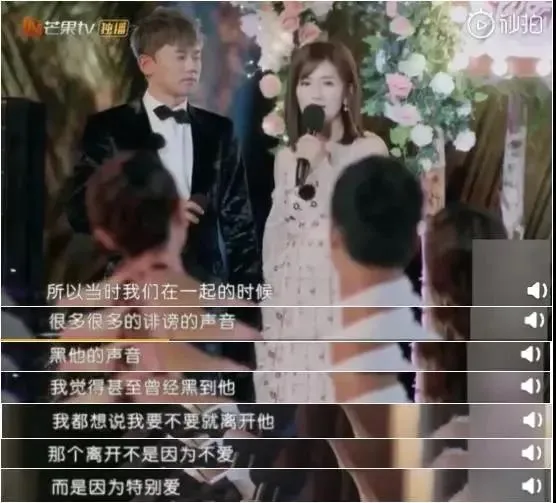 芒果tv 独播
秒拍
所以当时我们在一起的时候
很多很多的诽谤的声音
黑他的声音
我觉得甚至曾经黑到他
我都想说我要不要就离开他
那个离开不是因为不爱
而是因为特别爱